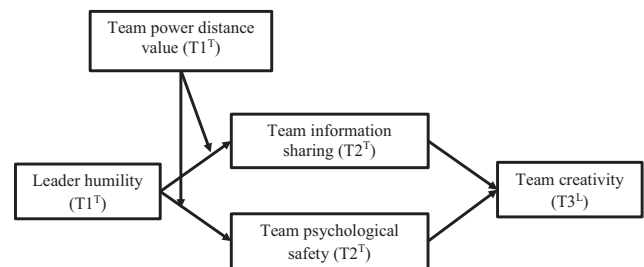 Team power distance
value (T1ᵀ)
Team information
sharing (T2ᵀ)
Leader humility
(T1ᵀ)
Team creativity
(T3ᴸ)
Team psychological
safety (T2ᵀ)